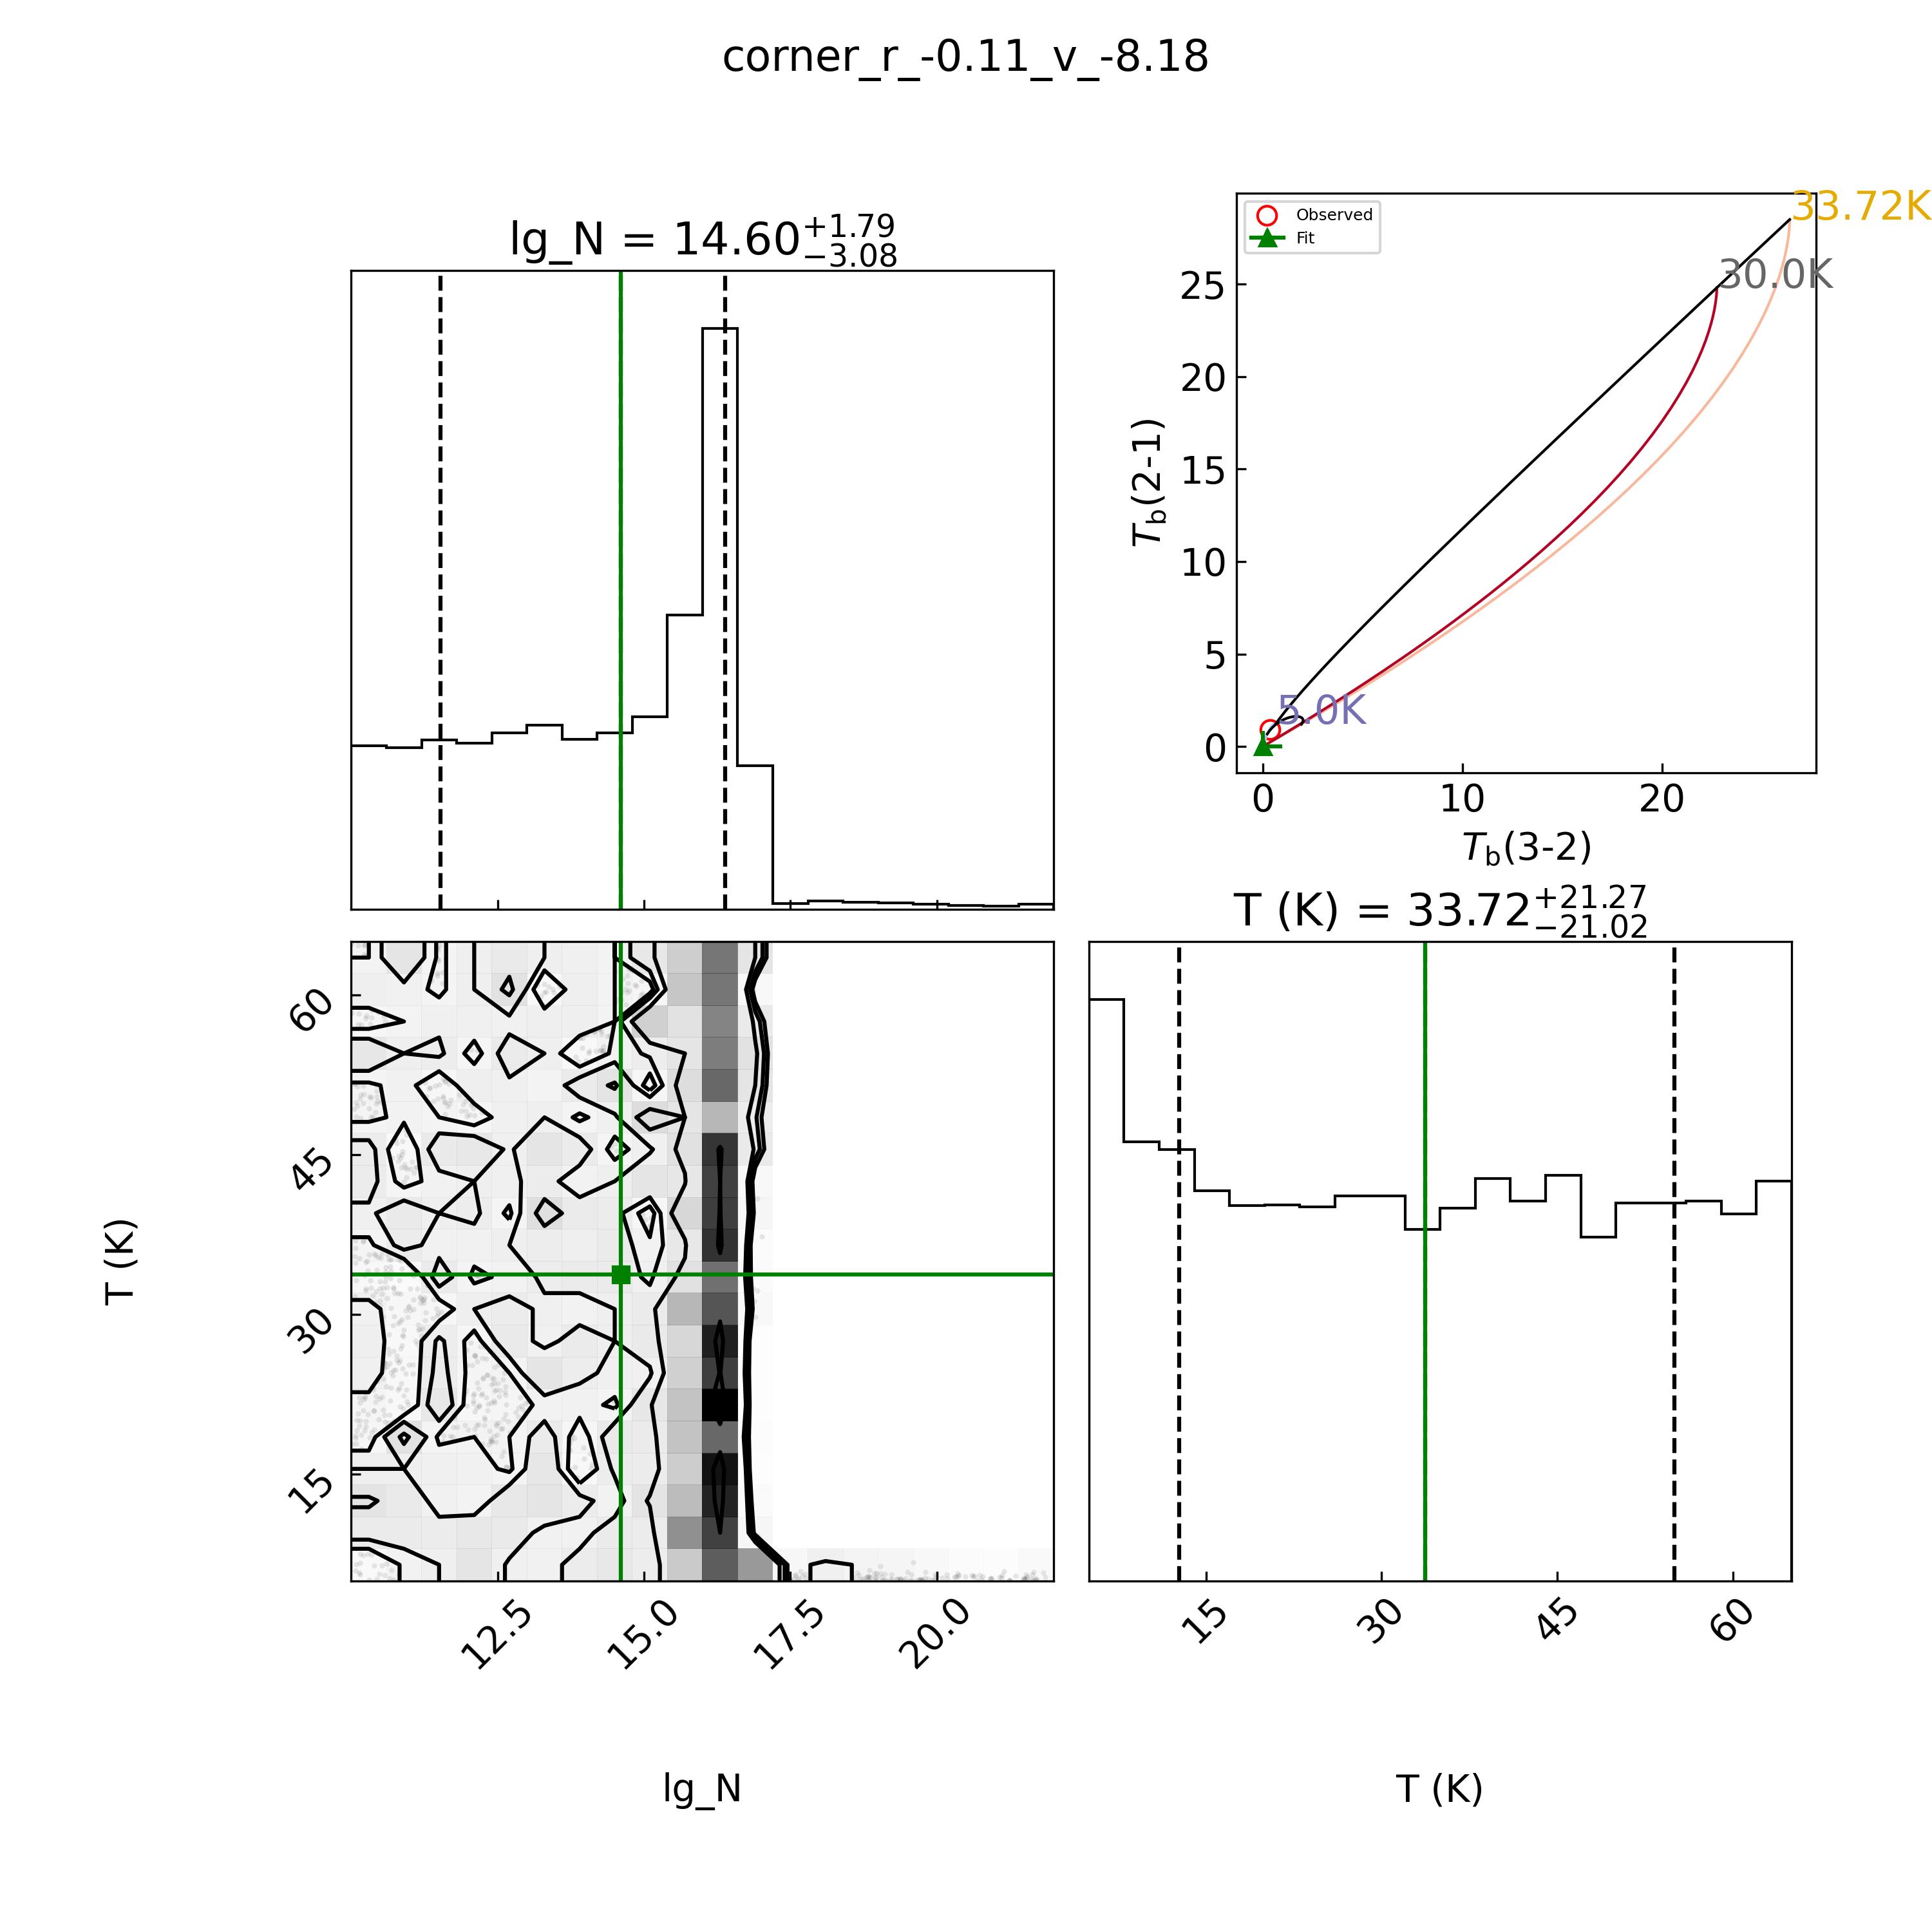 corner_r_-0.11_v_-8.18
lg_N = 14.60 +1.79 −3.08
33.72K
Observed
Fit
30.0K
25
20
15
10
5
0
5.0K
T_b(2-1)
0 10 20
T_b(3-2)
T (K) = 33.72 +21.27 −21.02
60
45
30
15
T (K)
12.5 15.0 17.5 20.0
15 30 45 60
lg_N
T (K)